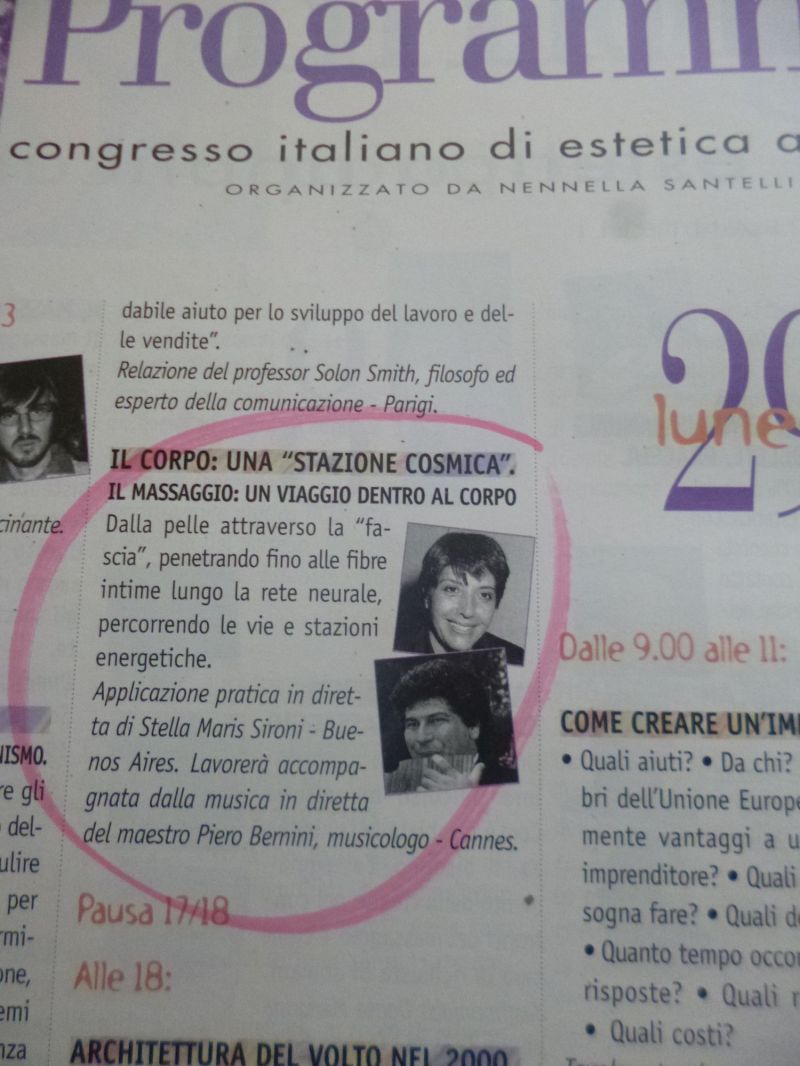 Programm
congresso italiano di estetica a
ORGANIZZATO DA NENNELLA SANTELLI
3
cinante.
NISMO.
re gli
del-
ulire
per
rmi-
one,
emi
nza
dabile aiuto per lo sviluppo del lavoro e del-
le vendite”.
Relazione del professor Solon Smith, filosofo ed
esperto della comunicazione - Parigi.
IL CORPO: UNA “STAZIONE COSMICA”.
IL MASSAGGIO: UN VIAGGIO DENTRO AL CORPO
Dalla pelle attraverso la “fa-
scia”, penetrando fino alle fibre
intime lungo la rete neurale,
percorrendo le vie e stazioni
energetiche.
Applicazione pratica in diret-
ta di Stella Maris Sironi - Bue-
nos Aires. Lavorerà accompa-
gnata dalla musica in diretta
del maestro Piero Bernini, musicologo - Cannes.
Pausa 17/18
Alle 18:
ARCHITETTURA DEL VOLTO NEL 2000
29
lune
Dalle 9.00 alle 11:
COME CREARE UN’IM
• Quali aiuti? • Da chi?
bri dell’Unione Europe
mente vantaggi a u
imprenditore? • Quali
sogna fare? • Quali d
• Quanto tempo occor
risposte? • Quali r
• Quali costi?